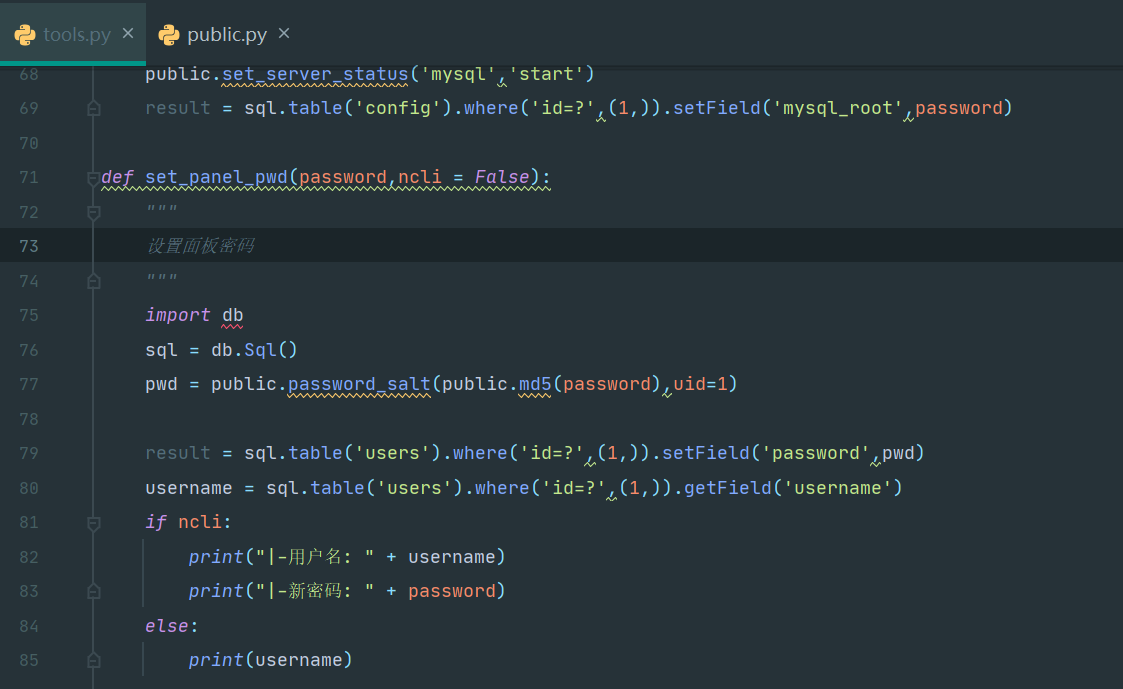 tools.py × public.py ×
68 public.set_server_status('mysql','start')
69 result = sql.table('config').where('id=?',(1,)).setField('mysql_root',password)
70
71 def set_panel_pwd(password,ncli = False):
72 """
73 设置面板密码
74 """
75 import db
76 sql = db.Sql()
77 pwd = public.password_salt(public.md5(password),uid=1)
78
79 result = sql.table('users').where('id=?',(1,)).setField('password',pwd)
80 username = sql.table('users').where('id=?',(1,)).getField('username')
81 if ncli:
82 print("|-用户名: " + username)
83 print("|-新密码: " + password)
84 else:
85 print(username)